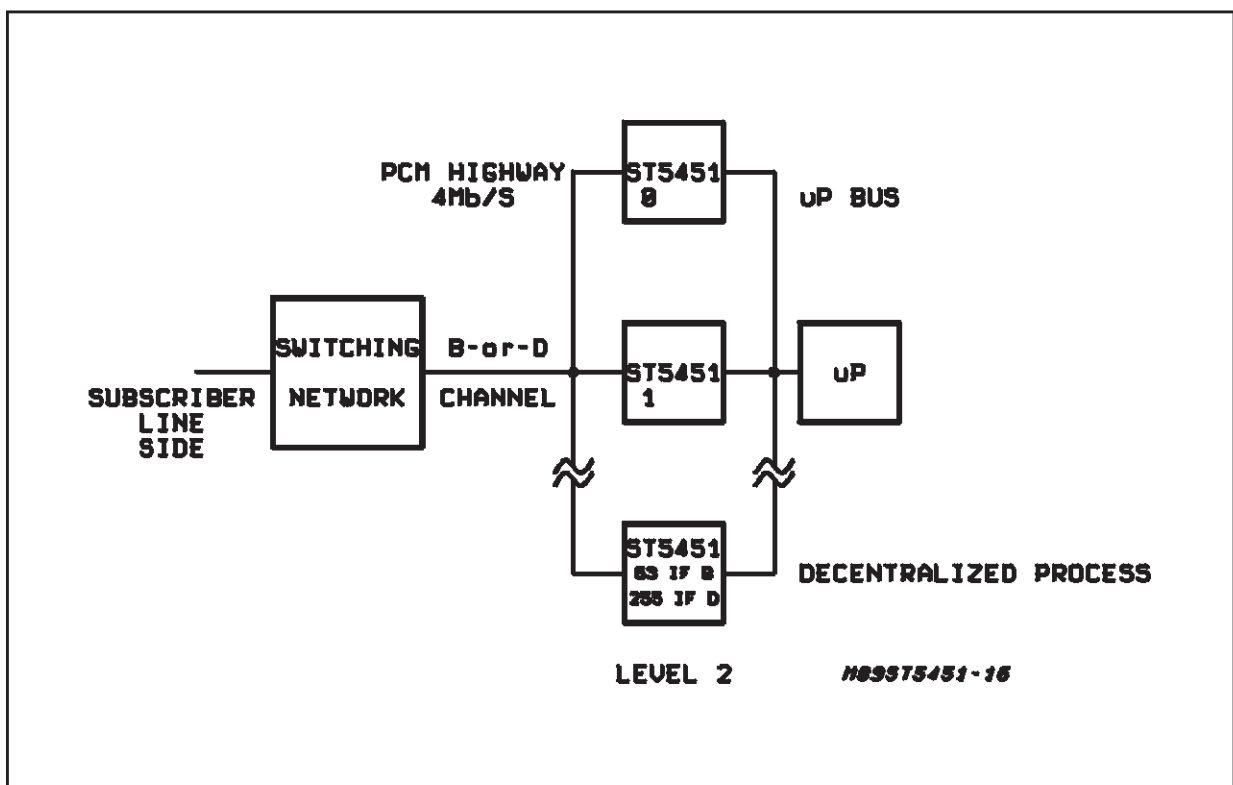 PCM HIGHWAY
4Mb/S
ST5451
0
uP BUS
SWITCHING
NETWORK
B-or-D
CHANNEL
SUBSCRIBER
LINE
SIDE
ST5451
1
uP
ST5451
63 IF B
255 IF D
DECENTRALIZED PROCESS
LEVEL 2
M89ST5451-16